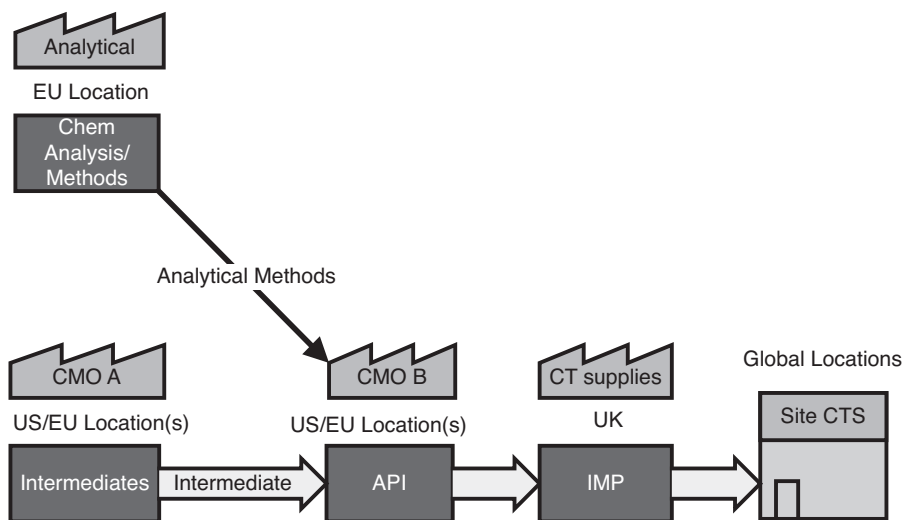 Analytical
EU Location
Chem
Analysis/
Methods
Analytical Methods
CMO A
CMO B
CT supplies
Global Locations
US/EU Location(s)
US/EU Location(s)
UK
Site CTS
Intermediates
Intermediate
API
IMP